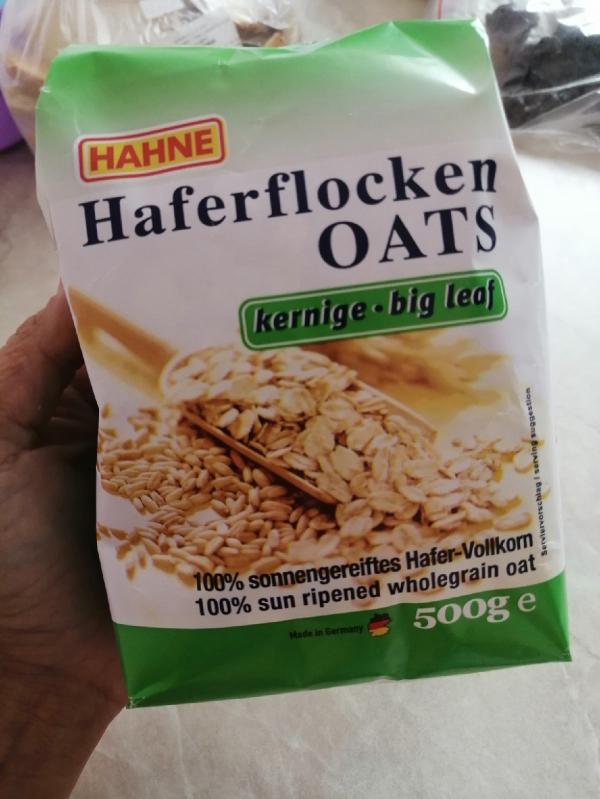 HAHNE
Haferflocken
OATS
kernige • big leaf
Serviervorschlag / serving suggestion
100% sonnengereiftes Hafer-Vollkorn
100% sun ripened wholegrain oat
Made in Germany
500g e